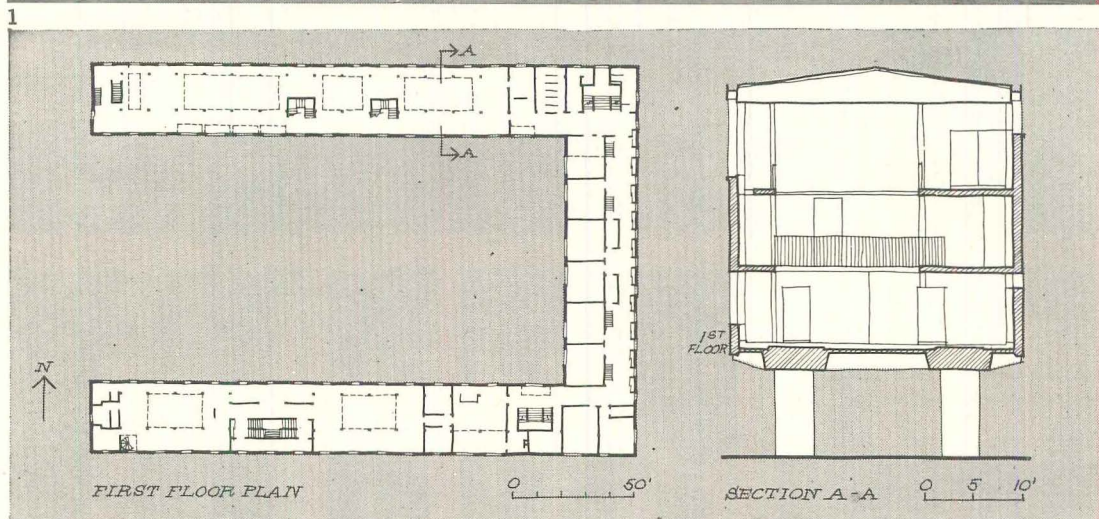 1
A
A
N
FIRST FLOOR PLAN
0 50'
1ST
FLOOR
SECTION A-A
0 5' 10'